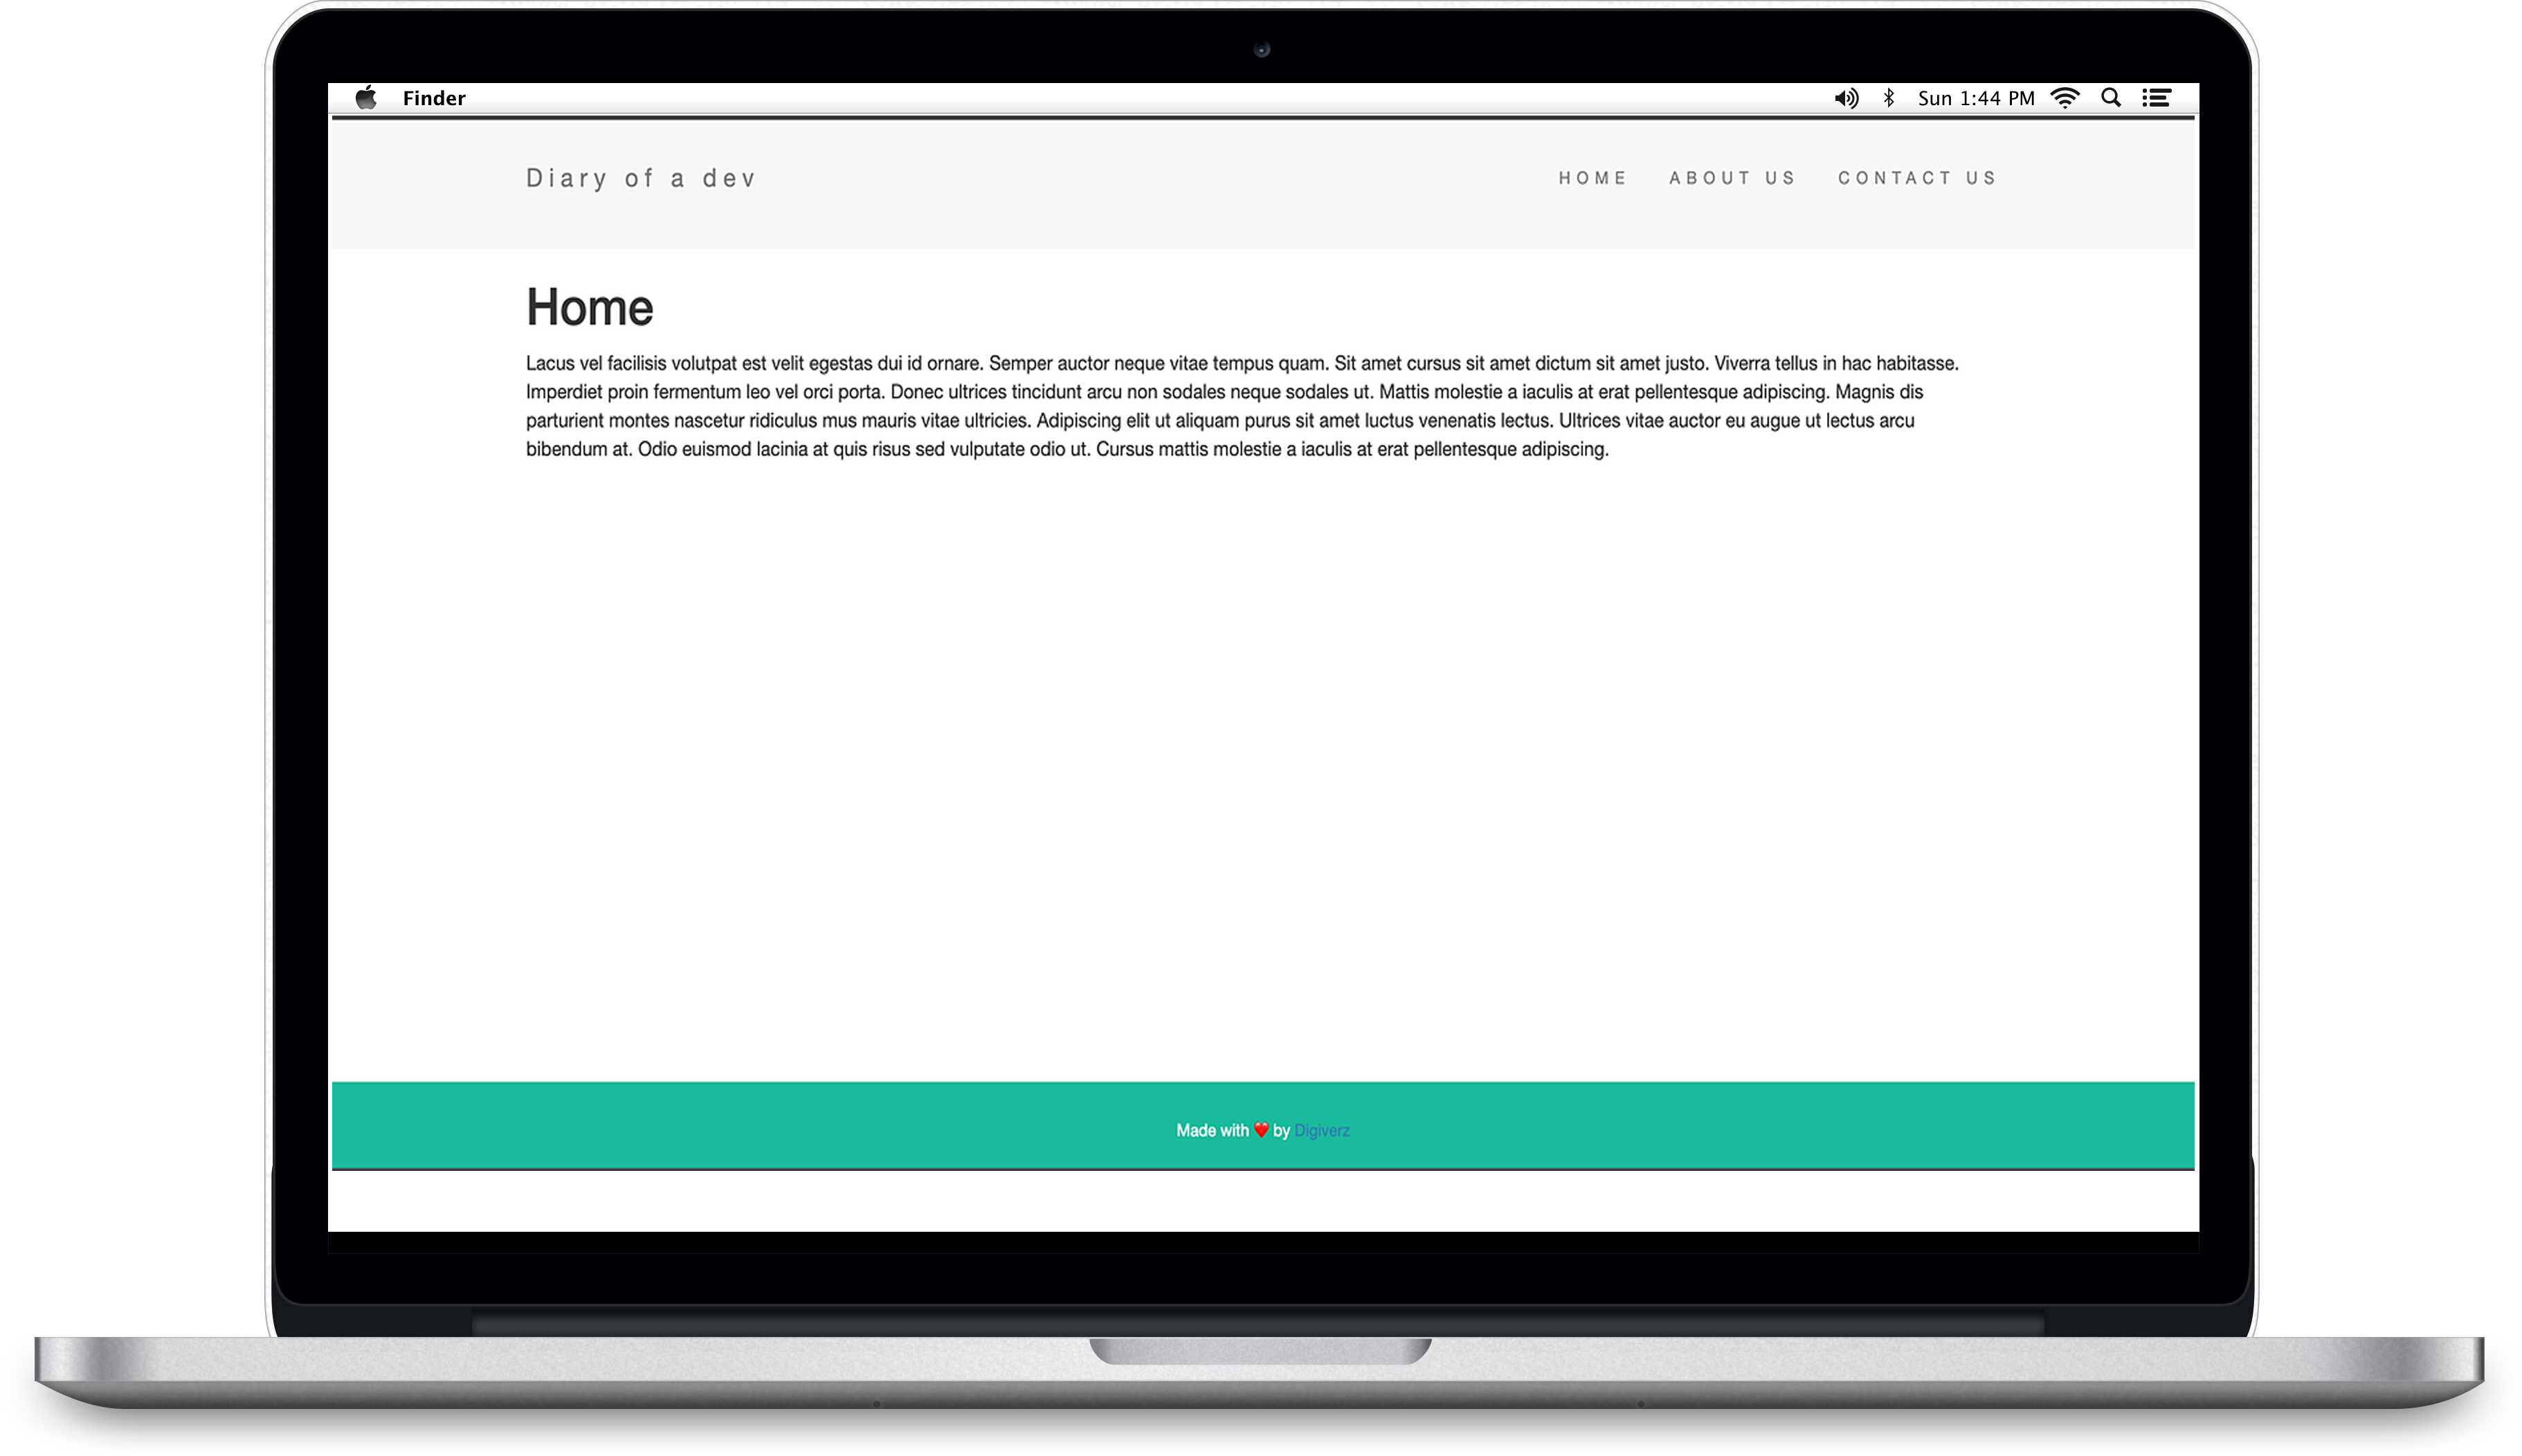 Finder
Sun 1:44 PM
Diary of a dev
HOME ABOUT US CONTACT US
Home
Lacus vel facilisis volutpat est velit egestas dui id ornare. Semper auctor neque vitae tempus quam. Sit amet cursus sit amet dictum sit amet justo. Viverra tellus in hac habitasse.
Imperdiet proin fermentum leo vel orci porta. Donec ultrices tincidunt arcu non sodales neque sodales ut. Mattis molestie a iaculis at erat pellentesque adipiscing. Magnis dis
parturient montes nascetur ridiculus mus mauris vitae ultricies. Adipiscing elit ut aliquam purus sit amet luctus venenatis lectus. Ultrices vitae auctor eu augue ut lectus arcu
bibendum at. Odio euismod lacinia at quis risus sed vulputate odio ut. Cursus mattis molestie a iaculis at erat pellentesque adipiscing.
Made with ❤️ by Digiverz